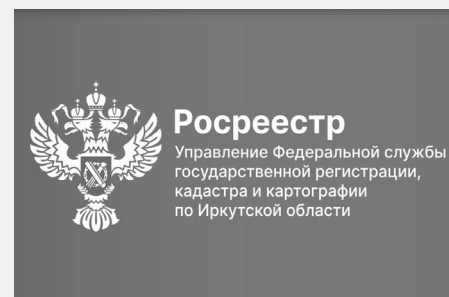 Росреестр
Управление Федеральной службы
государственной регистрации,
кадастра и картографии
по Иркутской области